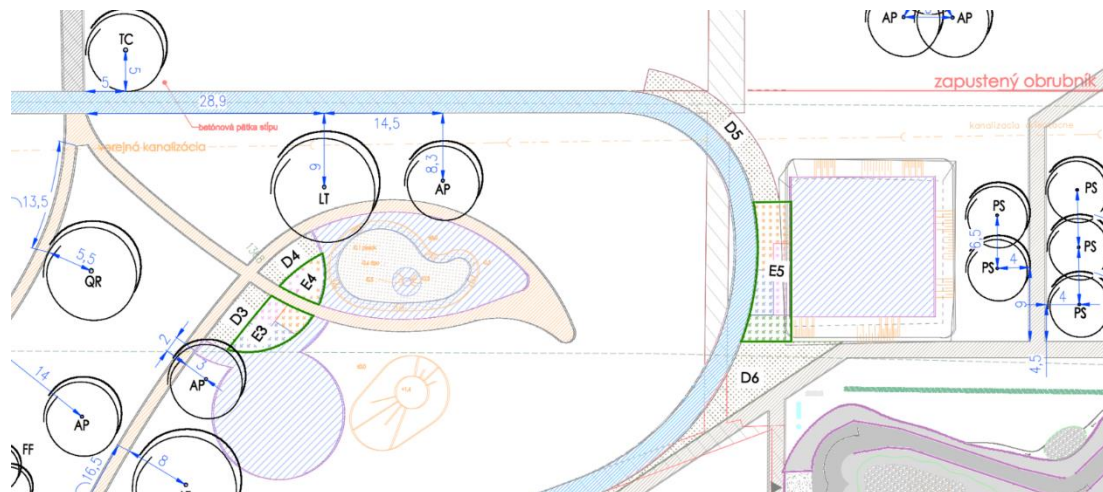 TC
AP
AP
5
5
28,9
14,5
zapustený obrubník
betónová pätka stĺpu
verejná kanalizácia
D5
9
8,3
LT
AP
13,5
5,5
QR
D4
E4
D3
E3
E5
D6
PS
PS
PS
PS
PS
6,5
4
9
4
4,5
2
3
AP
14
AP
FF
16,5
8